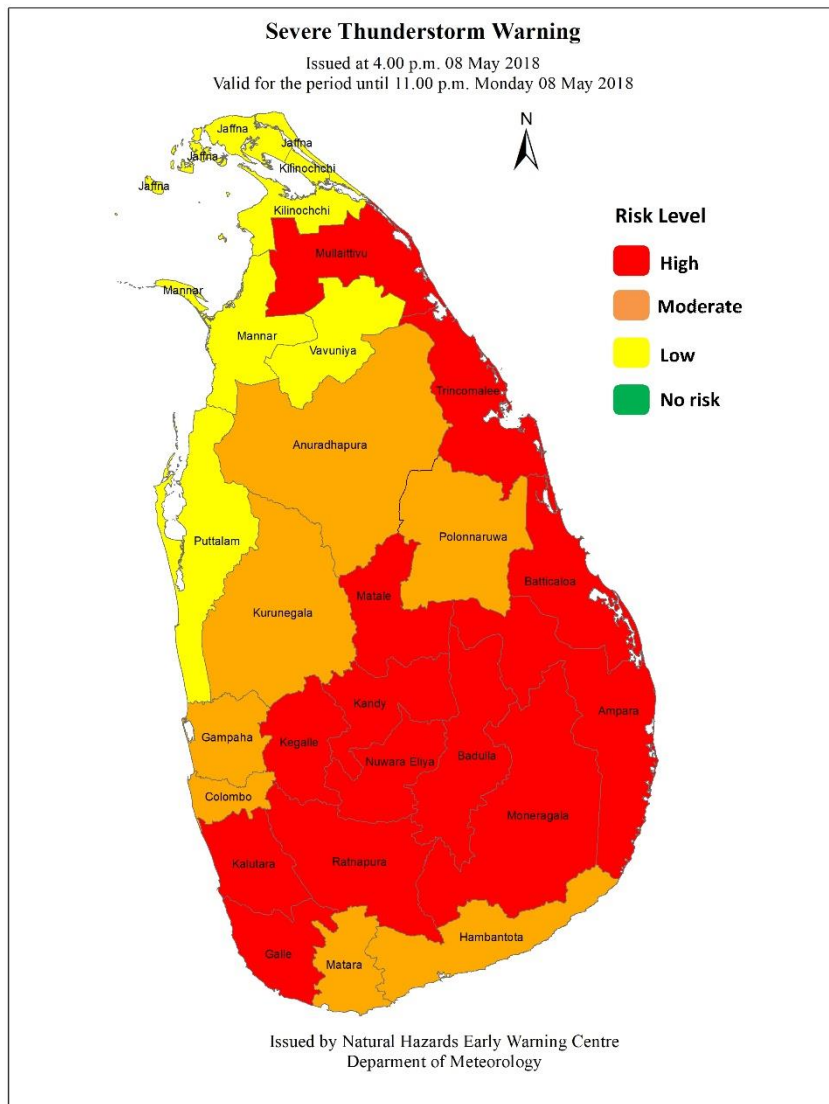 Severe Thunderstorm Warning
Issued at 4.00 p.m. 08 May 2018
Valid for the period until 11.00 p.m. Monday 08 May 2018
N
Jaffna
Jaffna
Jaffna
Kilinochchi
Jaffna
Kilinochchi
Risk Level
High
Moderate
Low
No risk
Mullaittivu
Mannar
Mannar
Vavuniya
Trincomalee
Anuradhapura
Puttalam
Polonnaruwa
Batticaloa
Matale
Kurunegala
Kandy
Ampara
Gampaha
Kegalle
Nuwara Eliya
Badulla
Colombo
Moneragala
Kalutara
Ratnapura
Hambantota
Galle
Matara
Issued by Natural Hazards Early Warning Centre
Deparment of Meteorology